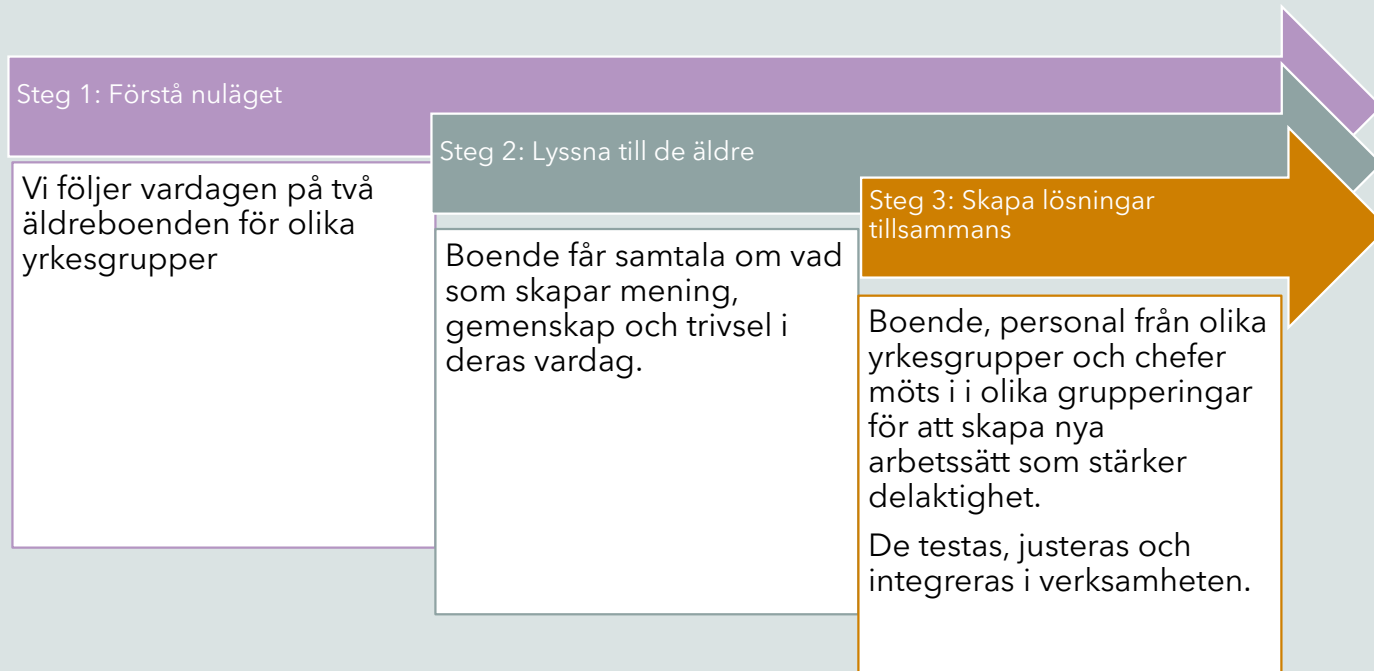 Steg 1: Förstå nuläget
Vi följer vardagen på två
äldreboenden för olika
yrkesgrupper
Steg 2: Lyssna till de äldre
Boende får samtala om vad
som skapar mening,
gemenskap och trivsel i
deras vardag.
Steg 3: Skapa lösningar
tillsammans
Boende, personal från olika
yrkesgrupper och chefer
möts i i olika grupperingar
för att skapa nya
arbetssätt som stärker
delaktighet.
De testas, justeras och
integreras i verksamheten.